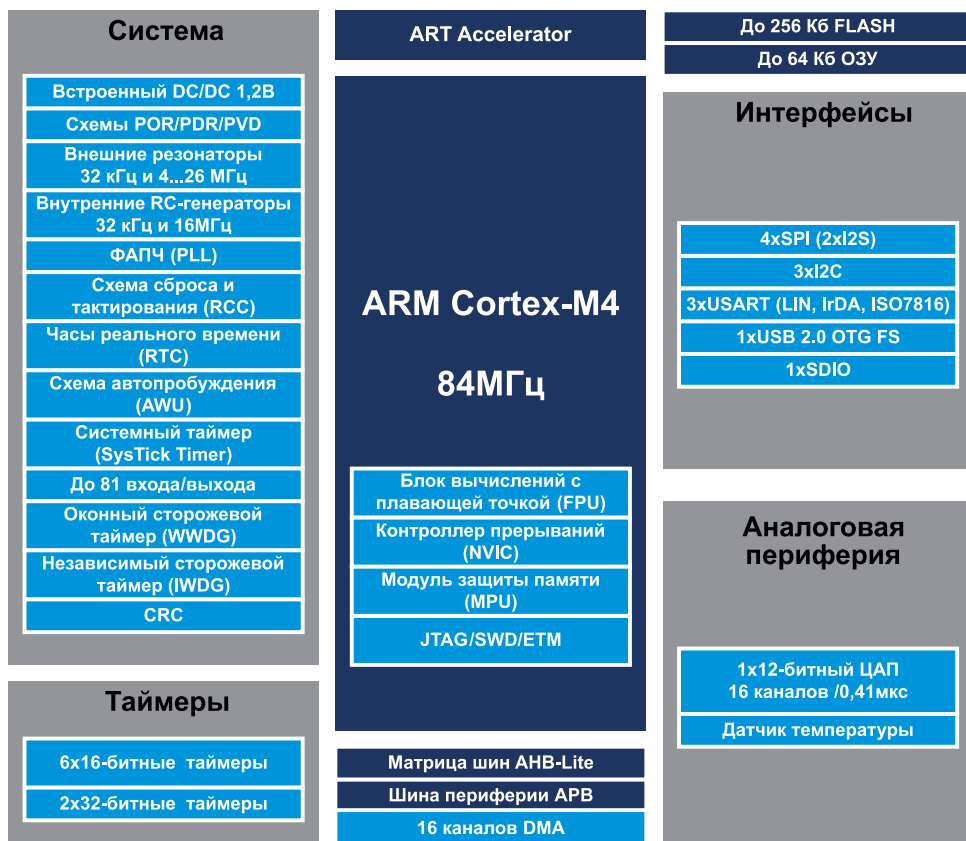 Система
Встроенный DC/DC 1,2В
Схемы POR/PDR/PVD
Внешние резонаторы
32 кГц и 4...26 МГц
Внутренние RC-генераторы
32 кГц и 16МГц
ФАПЧ (PLL)
Схема сброса и
тактирования (RCC)
Часы реального времени
(RTC)
Схема автопробуждения
(AWU)
Системный таймер
(SysTick Timer)
До 81 входа/выхода
Оконный сторожевой
таймер (WWDG)
Независимый сторожевой
таймер (IWDG)
CRC
Таймеры
6x16-битные таймеры
2x32-битные таймеры
ART Accelerator
ARM Cortex-M4
84МГц
Блок вычислений с
плавающей точкой (FPU)
Контроллер прерываний
(NVIC)
Модуль защиты памяти
(MPU)
JTAG/SWD/ETM
Матрица шин AHB-Lite
Шина периферии APB
16 каналов DMA
До 256 Кб FLASH
До 64 Кб ОЗУ
Интерфейсы
4xSPI (2xI2S)
3xI2C
3xUSART (LIN, IrDA, ISO7816)
1xUSB 2.0 OTG FS
1xSDIO
Аналоговая
периферия
1x12-битный ЦАП
16 каналов /0,41мкс
Датчик температуры